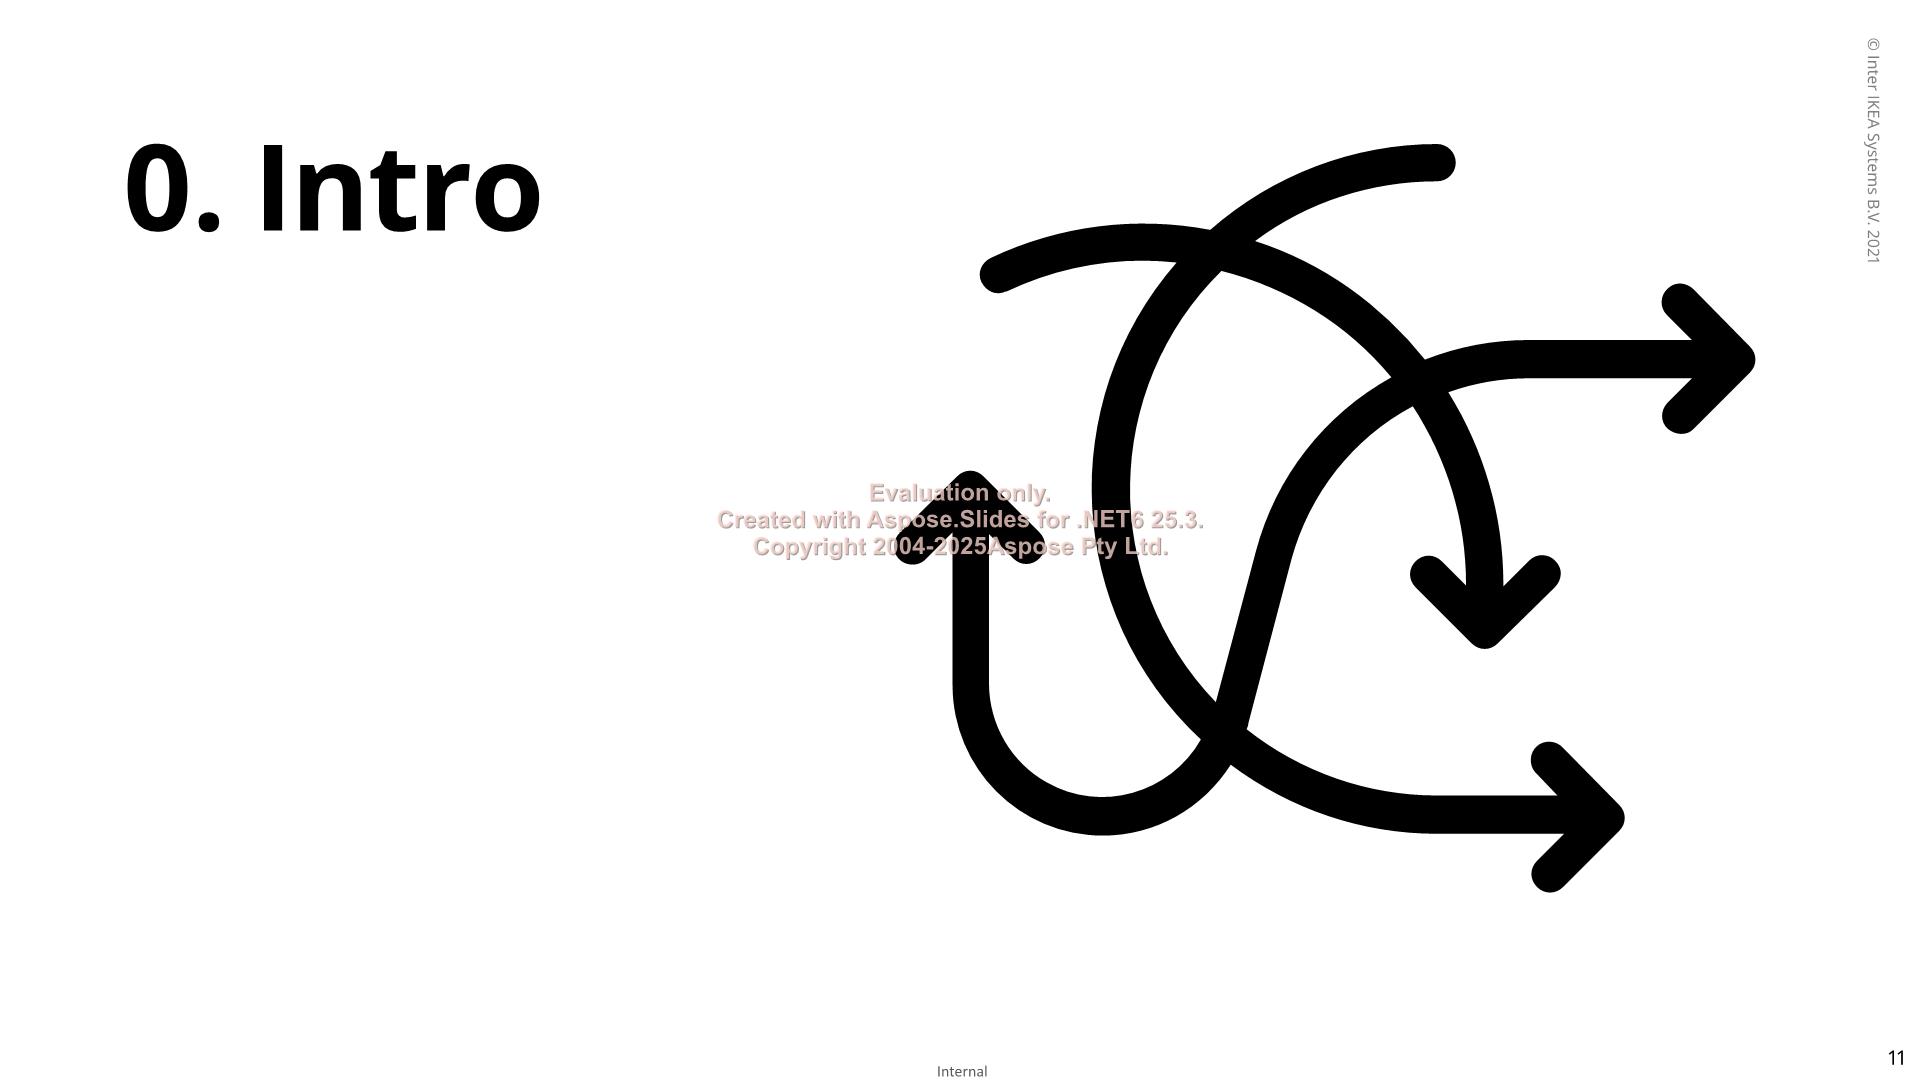 © Inter IKEA Systems B.V. 2021
0. Intro
Evaluation only.
Created with Aspose.Slides for .NET6 25.3.
Copyright 2004-2025Aspose Pty Ltd.
Internal
11